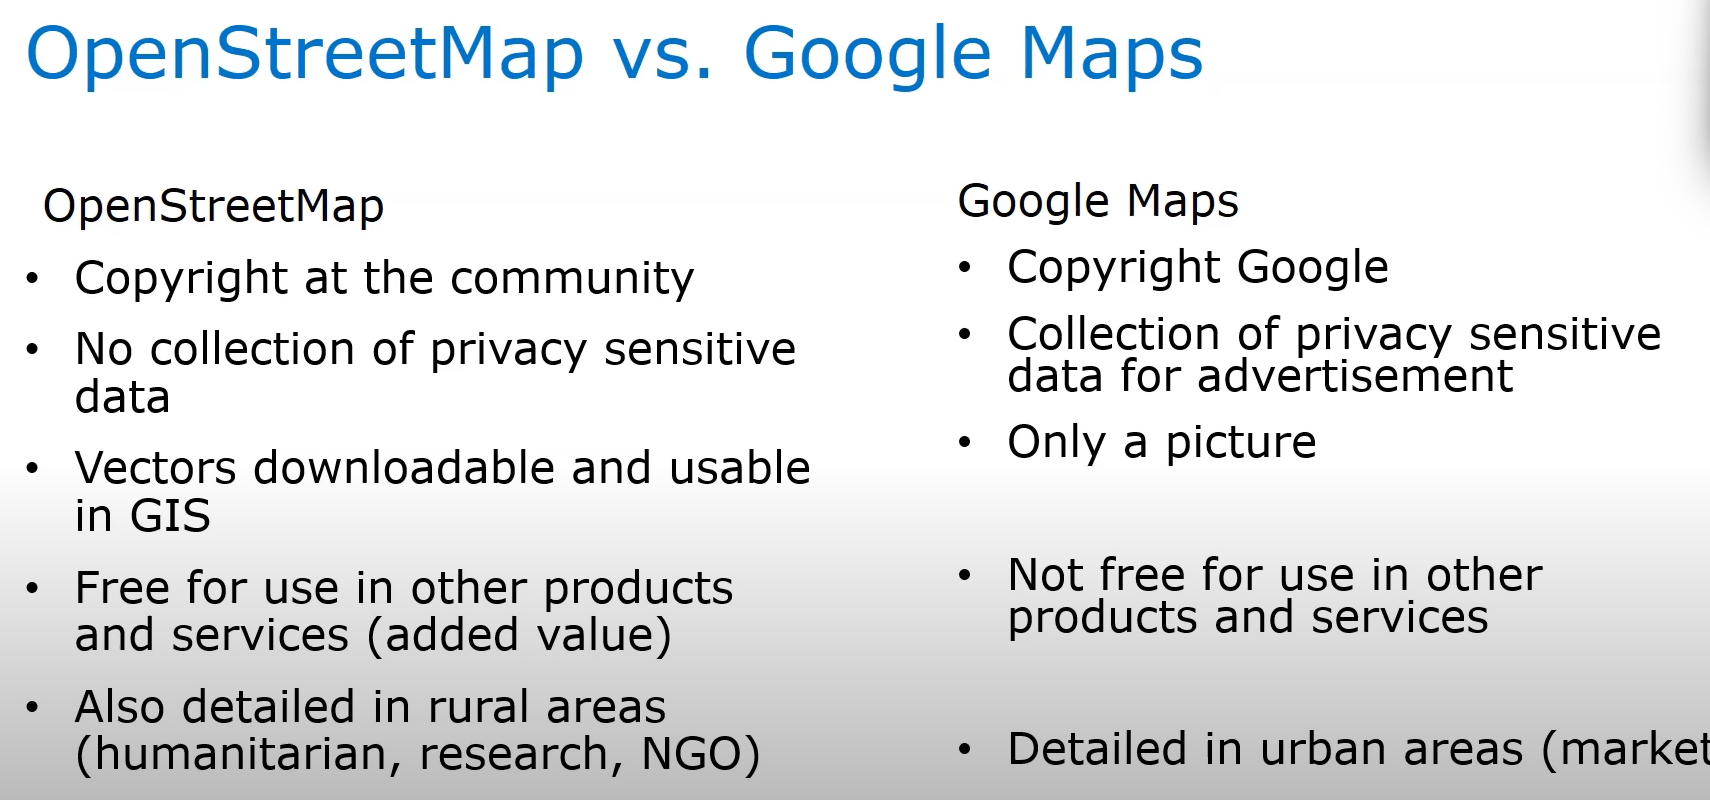 OpenStreetMap vs. Google Maps
OpenStreetMap
• Copyright at the community
• No collection of privacy sensitive
data
• Vectors downloadable and usable
in GIS
• Free for use in other products
and services (added value)
• Also detailed in rural areas
(humanitarian, research, NGO)
Google Maps
• Copyright Google
• Collection of privacy sensitive
data for advertisement
• Only a picture
• Not free for use in other
products and services
• Detailed in urban areas (market